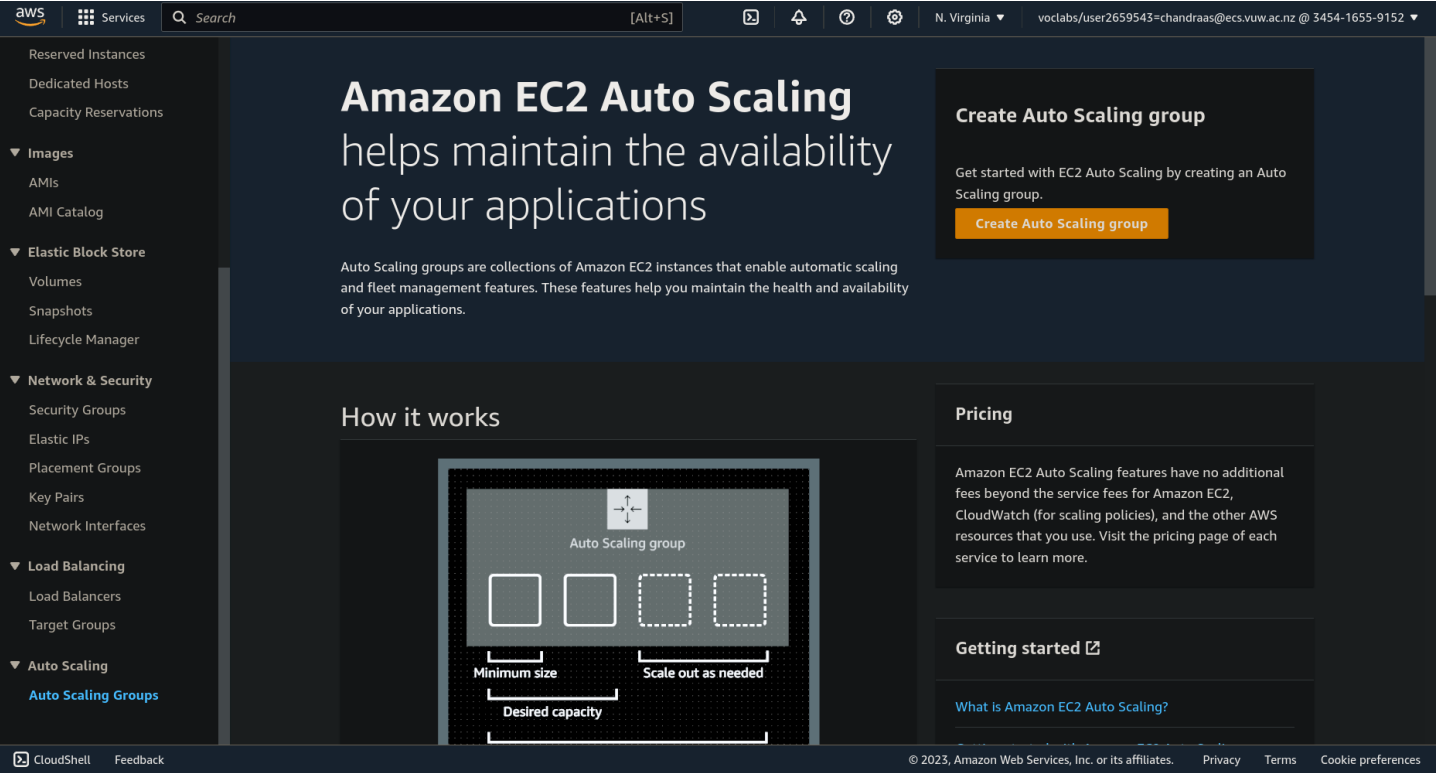 aws
Services
Search
[Alt+S]
N. Virginia
voclabs/user2659543=chandraas@ecs.vuw.ac.nz @ 3454-1655-9152
Reserved Instances
Dedicated Hosts
Capacity Reservations
Images
AMIs
AMI Catalog
Elastic Block Store
Volumes
Snapshots
Lifecycle Manager
Network & Security
Security Groups
Elastic IPs
Placement Groups
Key Pairs
Network Interfaces
Load Balancing
Load Balancers
Target Groups
Auto Scaling
Auto Scaling Groups
Amazon EC2 Auto Scaling
helps maintain the availability
of your applications
Auto Scaling groups are collections of Amazon EC2 instances that enable automatic scaling
and fleet management features. These features help you maintain the health and availability
of your applications.
Create Auto Scaling group
Get started with EC2 Auto Scaling by creating an Auto
Scaling group.
Create Auto Scaling group
How it works
Auto Scaling group
Minimum size
Scale out as needed
Desired capacity
Pricing
Amazon EC2 Auto Scaling features have no additional
fees beyond the service fees for Amazon EC2,
CloudWatch (for scaling policies), and the other AWS
resources that you use. Visit the pricing page of each
service to learn more.
Getting started
What is Amazon EC2 Auto Scaling?
CloudShell
Feedback
© 2023, Amazon Web Services, Inc. or its affiliates.
Privacy
Terms
Cookie preferences